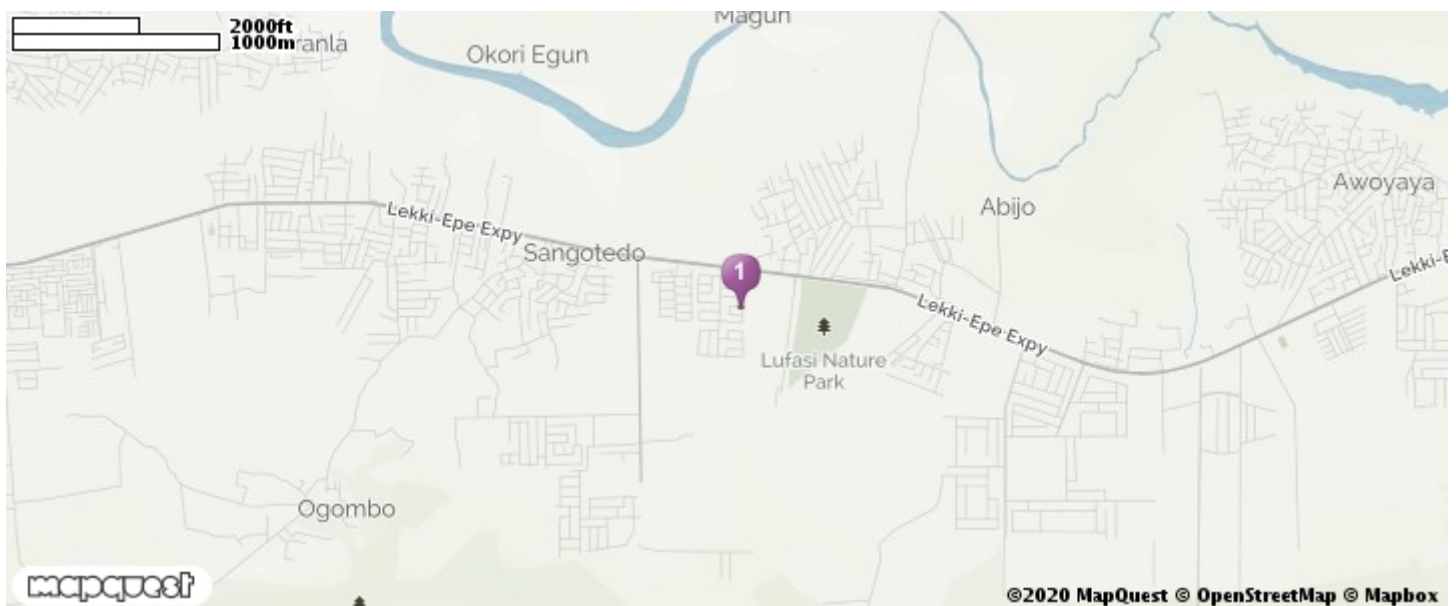 2000ft
1000m
ranla
Magun
Okori Egun
Awoyaya
Abijo
Lekki-Epe Expy
Sangotedo
1
Lekki-E
Lekki-Epe Expy
Lufasi Nature
Park
Ogombo
mapquest
©2020 MapQuest © OpenStreetMap © Mapbox